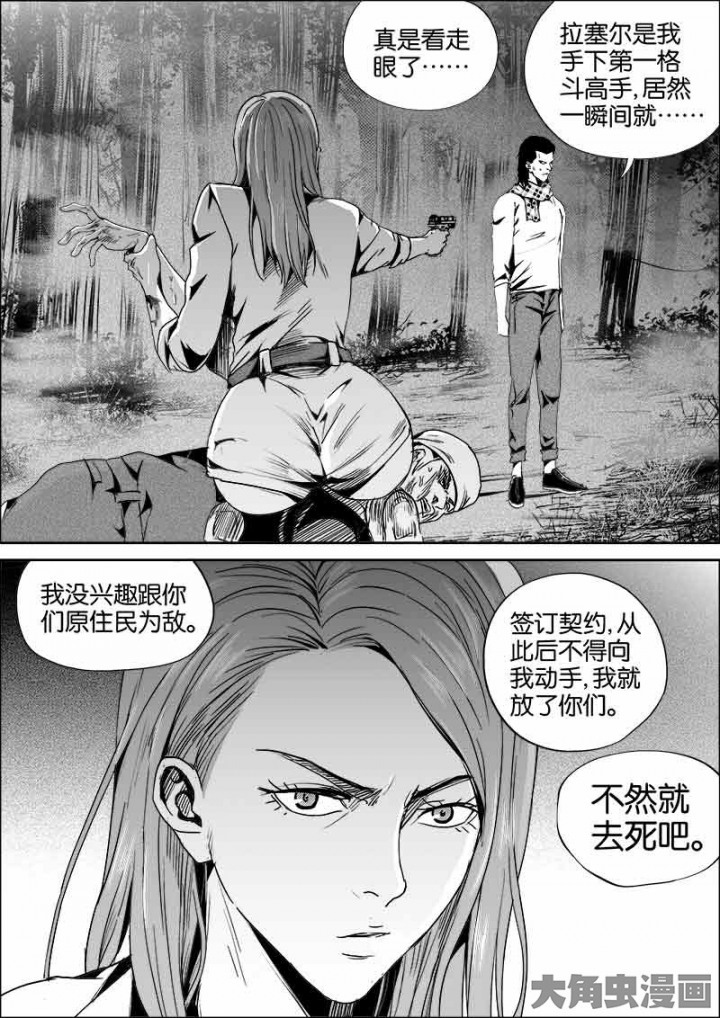 拉塞尔是我
手下第一格
斗高手,居然
一瞬间就……
真是看走
眼了……
我没兴趣跟你
们原住民为敌。
签订契约,从
此后不得向
我动手,我就
放了你们。
不然就
去死吧。
大角虫漫画